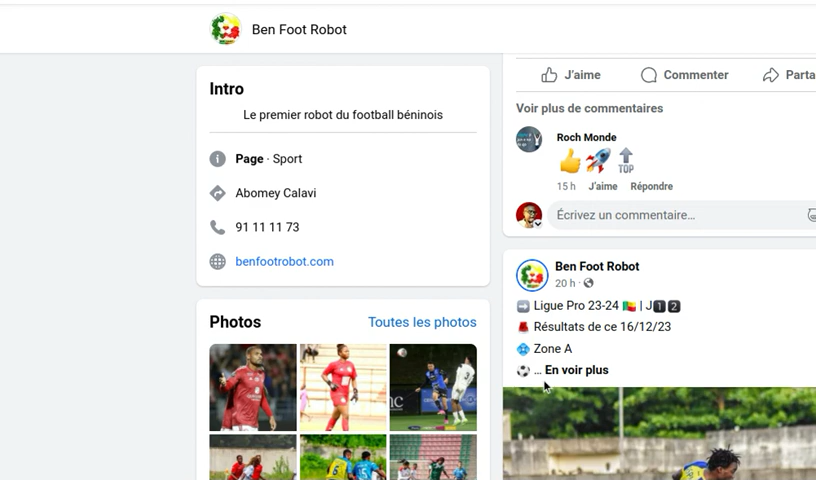 Ben Foot Robot
Intro
Le premier robot du football béninois
Page · Sport
Abomey Calavi
91 11 11 73
benfootrobot.com
Photos
Toutes les photos
J'aime
Commenter
Parta
Voir plus de commentaires
Roch Monde
👍🚀🔝
15 h J'aime Répondre
Écrivez un commentaire...
Ben Foot Robot
20 h ·
➡️ Ligue Pro 23-24 🇧🇯 | J1️⃣2️⃣
Résultats de ce 16/12/23
💠 Zone A
⚽ ... En voir plus